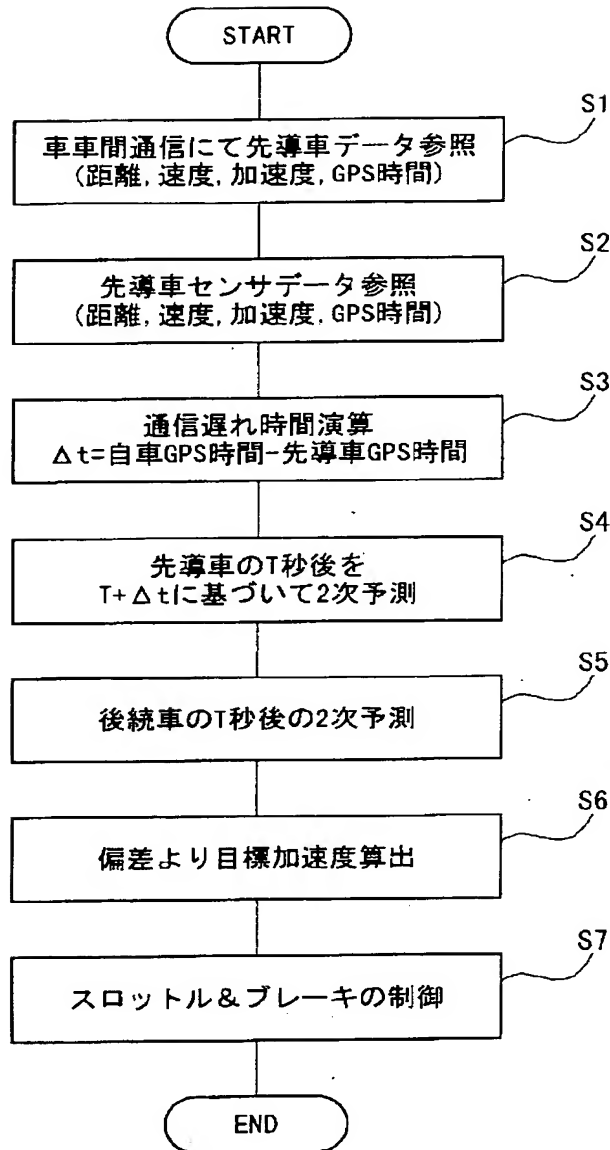 START
S1
車車間通信にて先導車データ参照
(距離,速度,加速度,GPS時間)
S2
先導車センサデータ参照
(距離,速度,加速度,GPS時間)
S3
通信遅れ時間演算
Δt=自車GPS時間-先導車GPS時間
S4
先導車のT秒後を
T+Δtに基づいて2次予測
S5
後続車のT秒後の2次予測
S6
偏差より目標加速度算出
S7
スロットル&ブレーキの制御
END